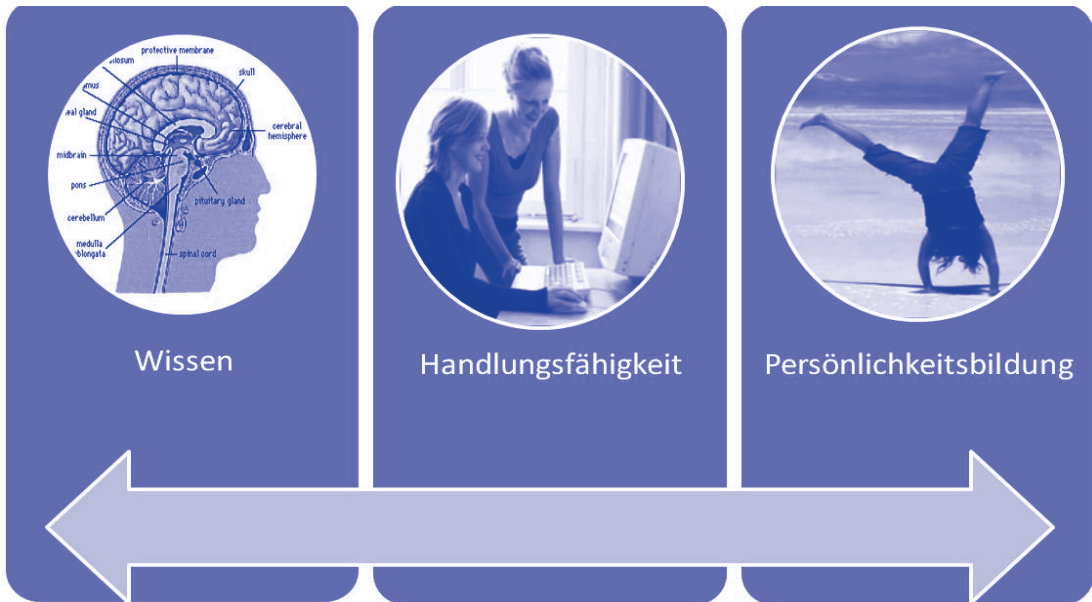 protective membrane
skull
cerebral
hemisphere
midbrain
pons
cerebellum
pituitary gland
medulla
spinal cord
Wissen
Handlungsfähigkeit
Persönlichkeitsbildung